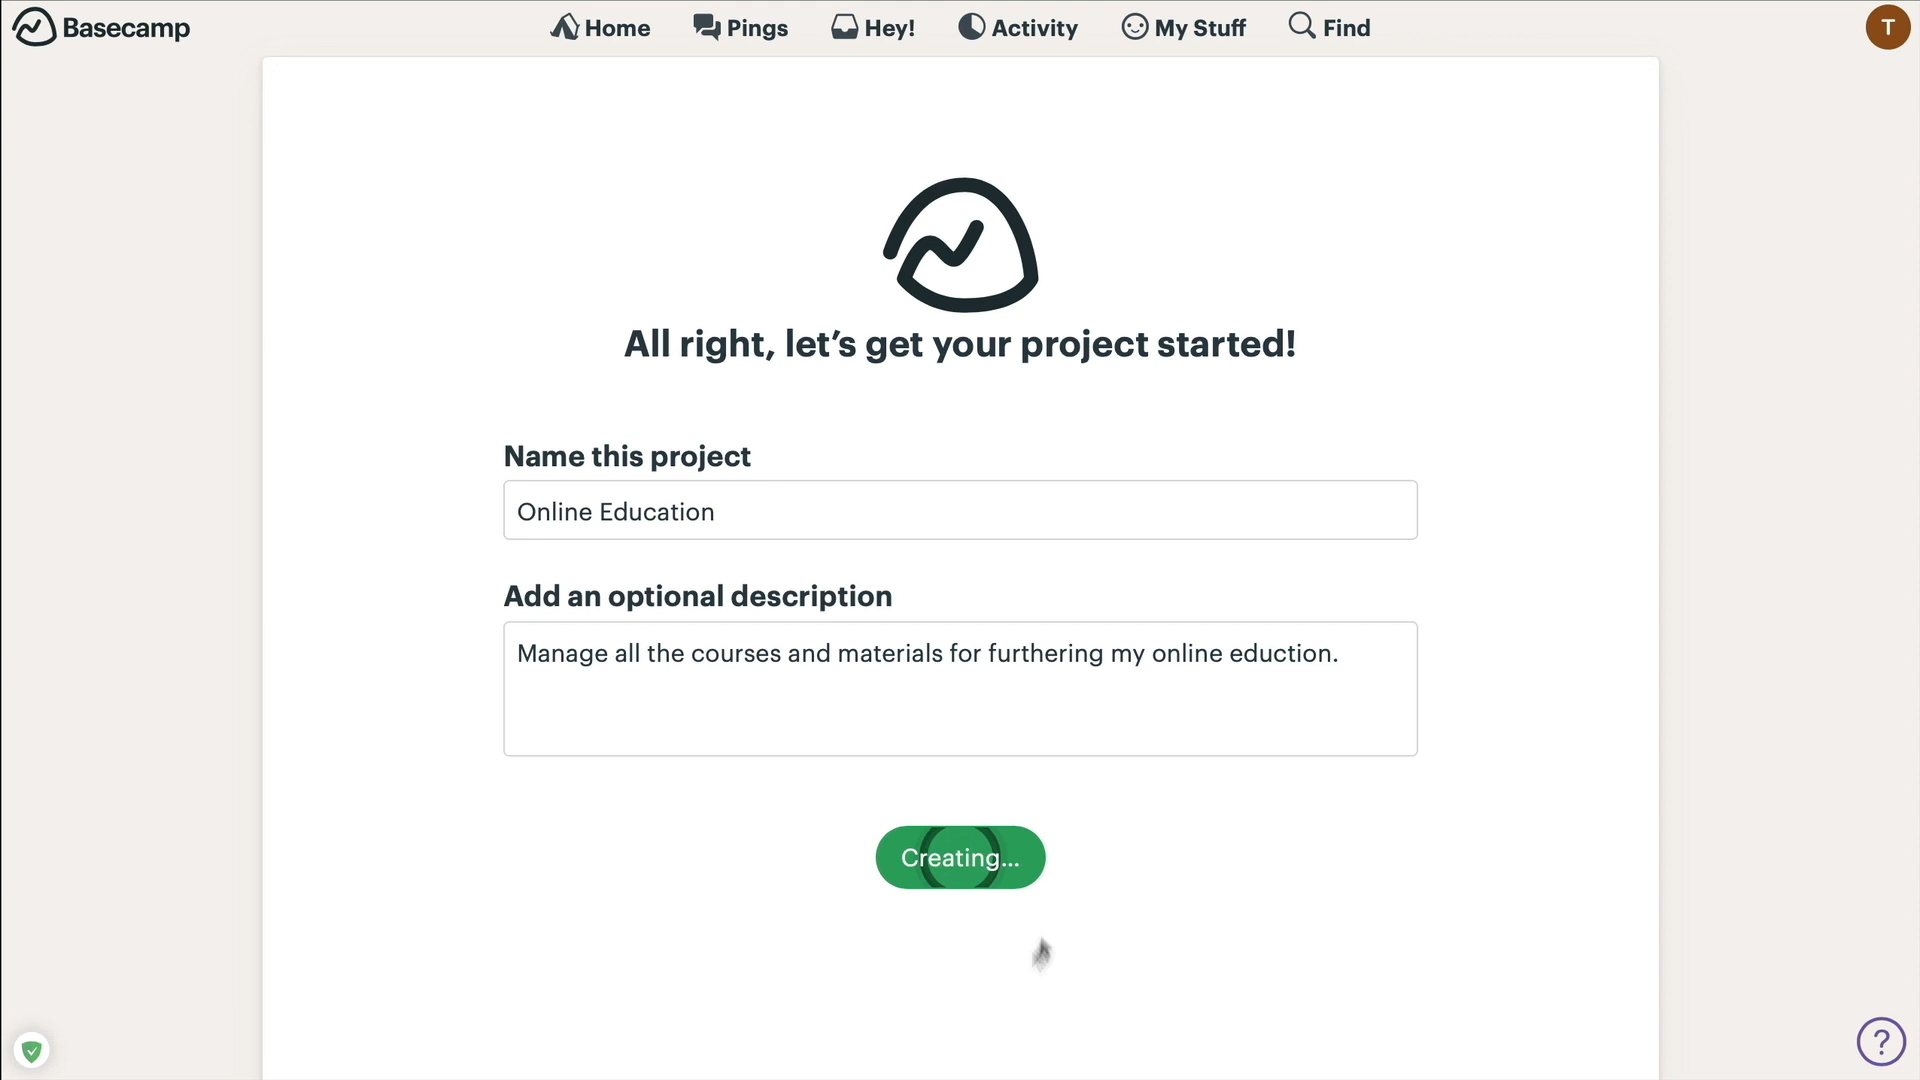 Basecamp
Home
Pings
Hey!
Activity
My Stuff
Find
T
All right, let’s get your project started!
Name this project
Online Education
Add an optional description
Manage all the courses and materials for furthering my online eduction.
Creating...
?